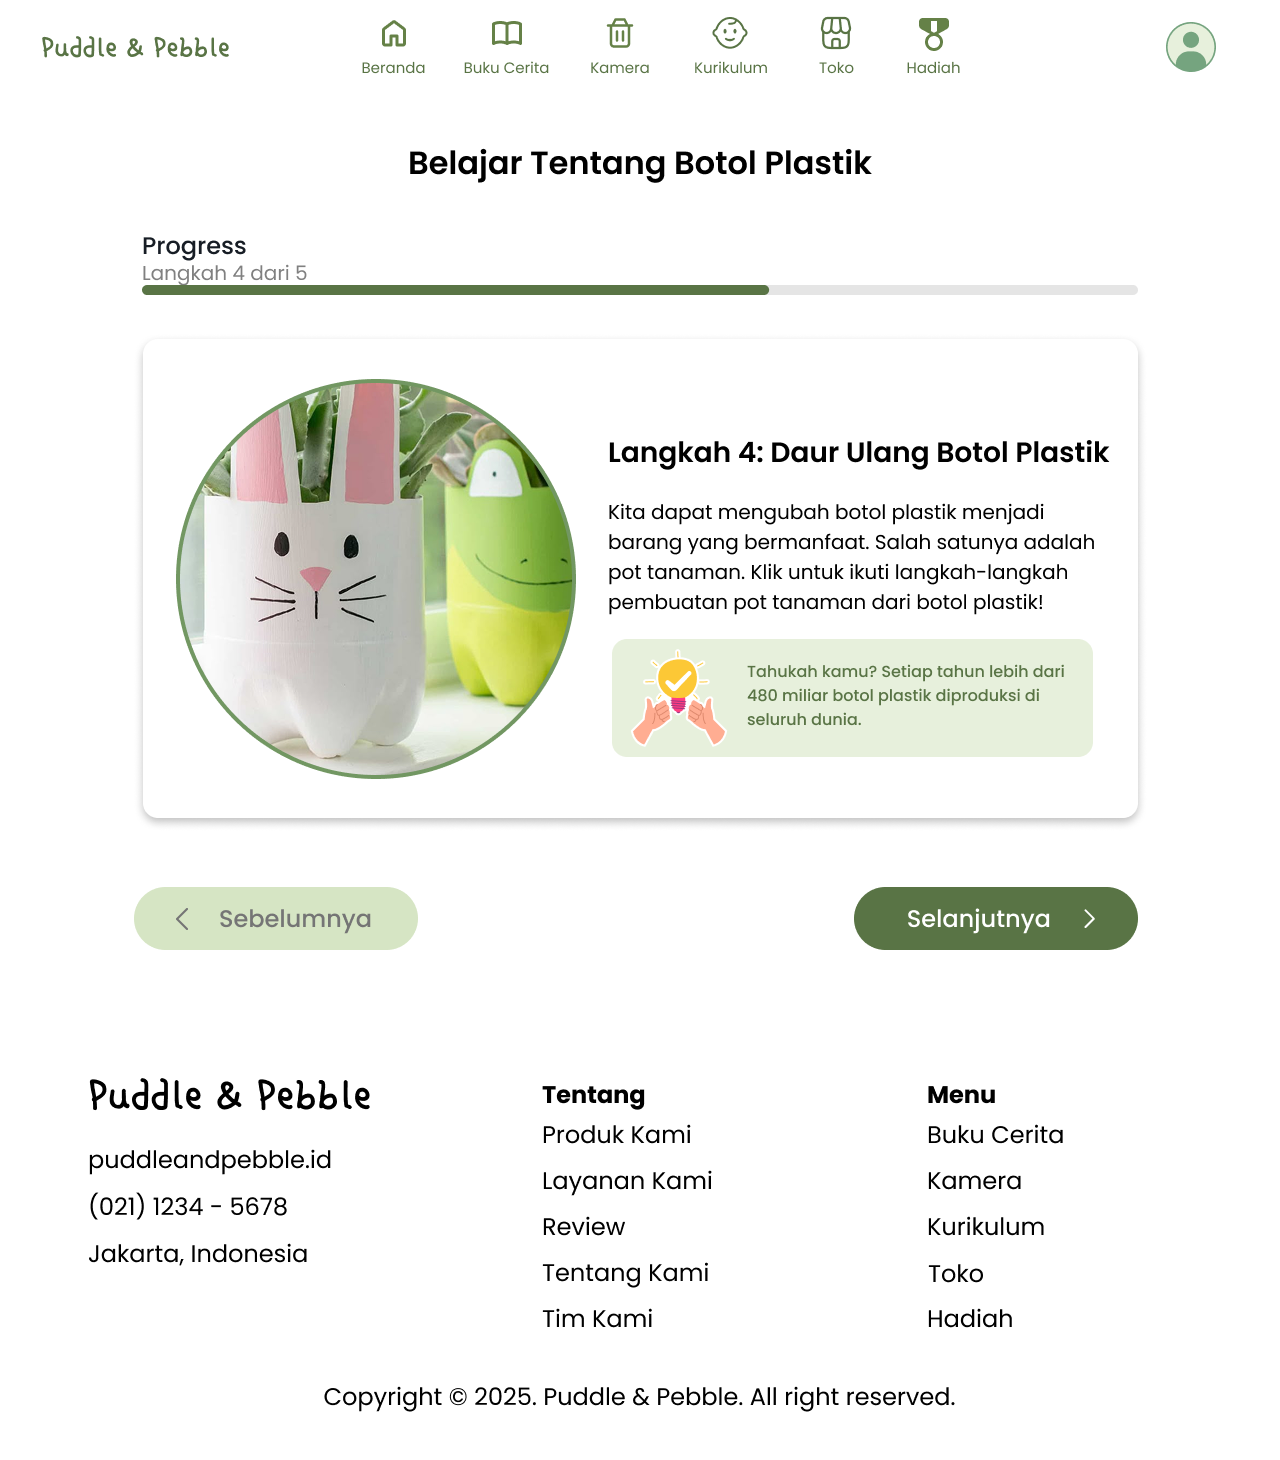 Puddle & Pebble
Beranda
Buku Cerita
Kamera
Kurikulum
Toko
Hadiah
Belajar Tentang Botol Plastik
Progress
Langkah 4 dari 5
Langkah 4: Daur Ulang Botol Plastik
Kita dapat mengubah botol plastik menjadi
barang yang bermanfaat. Salah satunya adalah
pot tanaman. Klik untuk ikuti langkah-langkah
pembuatan pot tanaman dari botol plastik!
Tahukah kamu? Setiap tahun lebih dari
480 miliar botol plastik diproduksi di
seluruh dunia.
Sebelumnya
Selanjutnya
Puddle & Pebble
puddleandpebble.id
(021) 1234 - 5678
Jakarta, Indonesia
Tentang
Produk Kami
Layanan Kami
Review
Tentang Kami
Tim Kami
Menu
Buku Cerita
Kamera
Kurikulum
Toko
Hadiah
Copyright © 2025. Puddle & Pebble. All right reserved.